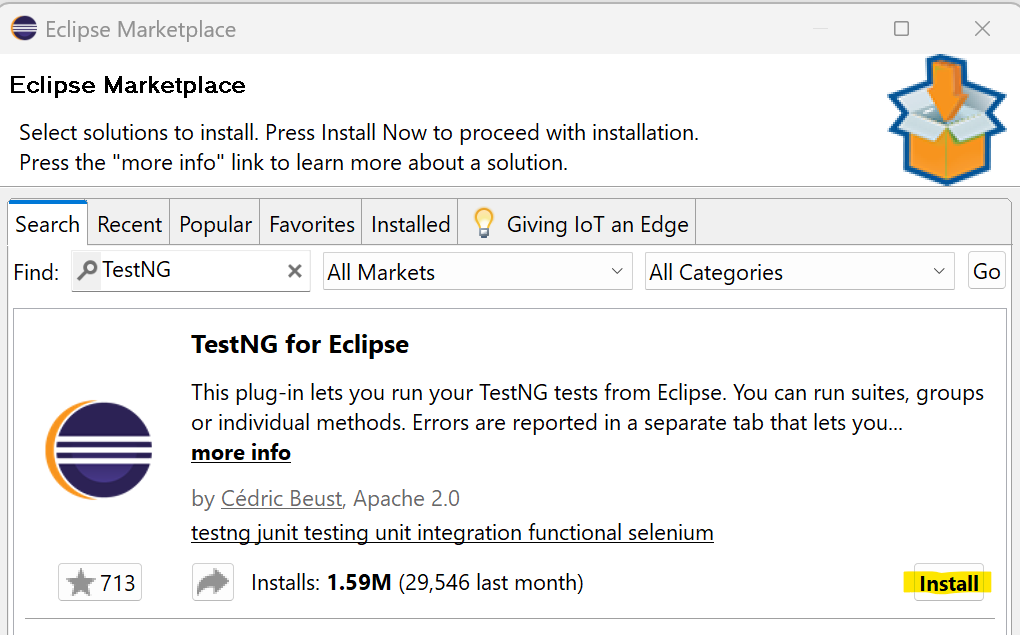 Eclipse Marketplace
Eclipse Marketplace
Select solutions to install. Press Install Now to proceed with installation.
Press the "more info" link to learn more about a solution.
Search Recent Popular Favorites Installed Giving IoT an Edge
Find: TestNG All Markets All Categories Go
TestNG for Eclipse
This plug-in lets you run your TestNG tests from Eclipse. You can run suites, groups
or individual methods. Errors are reported in a separate tab that lets you...
more info
by Cédric Beust, Apache 2.0
testng junit testing unit integration functional selenium
713 Installs: 1.59M (29,546 last month) Install